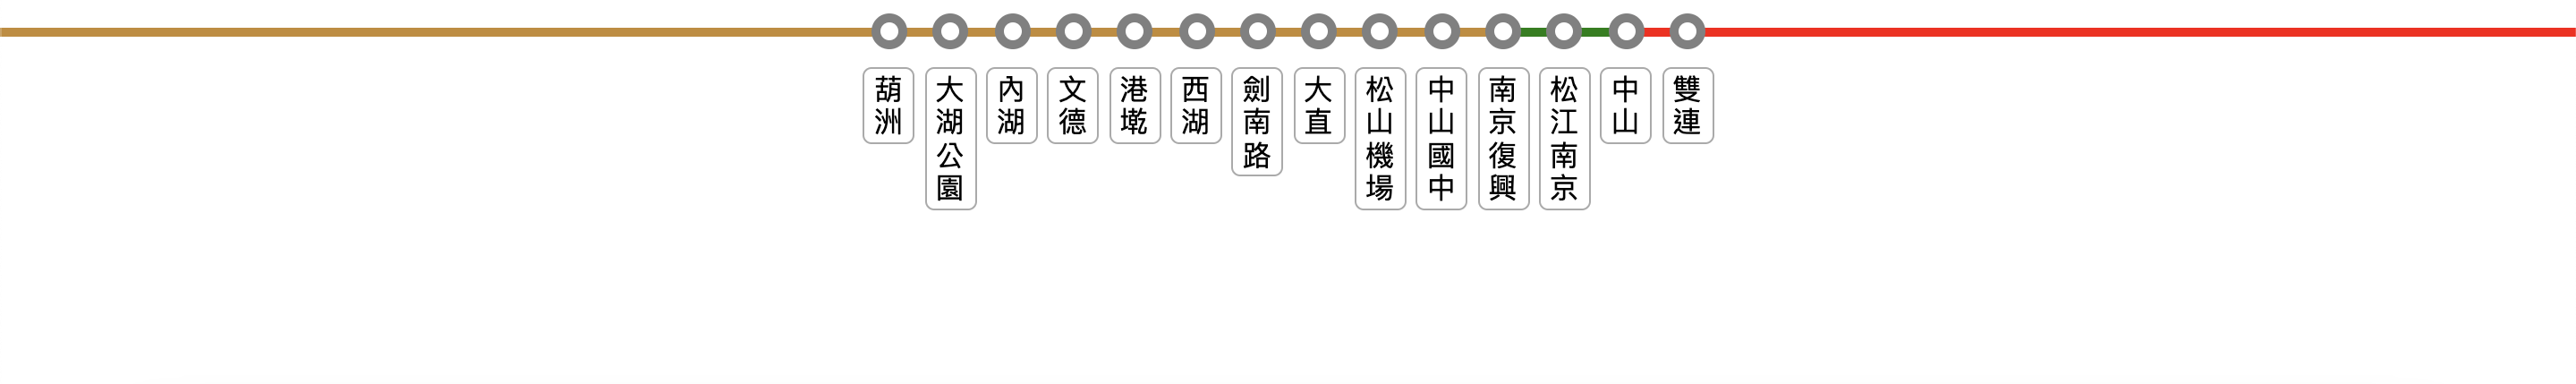 葫洲
大湖公園
內湖
文德
港墘
西湖
劍南路
大直
松山機場
中山國中
南京復興
松江南京
中山
雙連